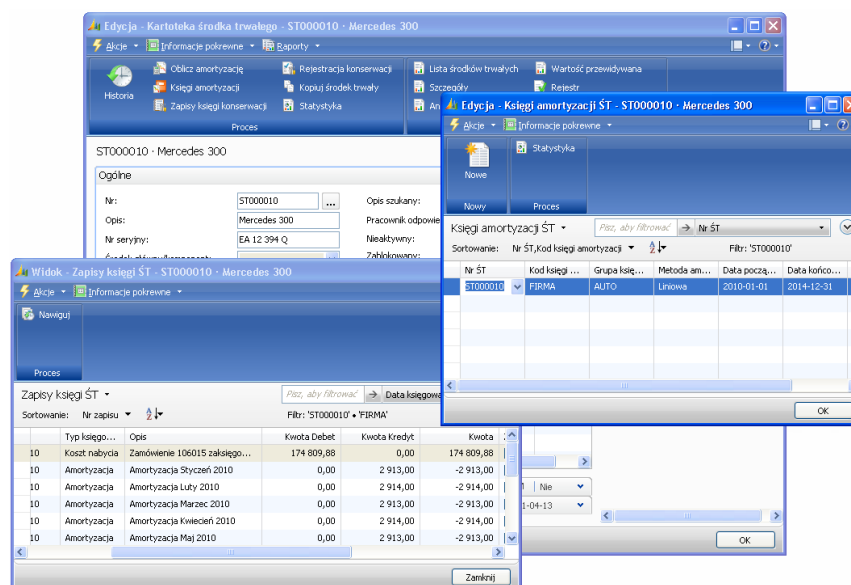 Edycja - Kartoteka środka trwałego - ST000010 · Mercedes 300
Akcje Informacje pokrewne Raporty
Historia
Oblicz amortyzację Rejestracja konserwacji Lista środków trwałych Wartość przewidywana
Księgi amortyzacji Kopiuj środek trwały Szczegóły Rejestr
Zapisy księgi konserwacji Statystyka
Proces
ST000010 · Mercedes 300
Ogólne
Nr: ST000010 ... Opis szukany:
Opis: Mercedes 300
Nr seryjny: EA 12 394 Q Nieaktywny:
Zablokowany:
Edycja - Księgi amortyzacji ŚT - ST000010 · Mercedes 300
Akcje Informacje pokrewne
Nowe Statystyka
Nowy Proces
Księgi amortyzacji ŚT Pisz, aby filtrować Nr ŚT
Sortowanie: Nr ŚT,Kod księgi amortyzacji Filtr: 'ST000010'
Nr ŚT Kod księgi ... Grupa księ... Metoda am... Data począ... Data końco...
ST000010 FIRMA AUTO Liniowa 2010-01-01 2014-12-31
OK
Widok - Zapisy księgi ŚT - ST000010 · Mercedes 300
Akcje Informacje pokrewne
Nawiguj
Proces
Zapisy księgi ŚT Pisz, aby filtrować Data księgowa
Sortowanie: Nr zapisu Filtr: 'ST000010' • 'FIRMA'
Typ księgo... Opis Kwota Debet Kwota Kredyt Kwota
10 Koszt nabycia Zamówienie 106015 zaksięgo... 174 809,88 0,00 174 809,88
10 Amortyzacja Amortyzacja Styczeń 2010 0,00 2 913,00 -2 913,00
10 Amortyzacja Amortyzacja Luty 2010 0,00 2 913,00 -2 913,00
10 Amortyzacja Amortyzacja Marzec 2010 0,00 2 913,00 -2 913,00
10 Amortyzacja Amortyzacja Kwiecień 2010 0,00 2 914,00 -2 914,00
10 Amortyzacja Amortyzacja Maj 2010 0,00 2 913,00 -2 913,00
Zamknij
Nie
1-04-13
OK